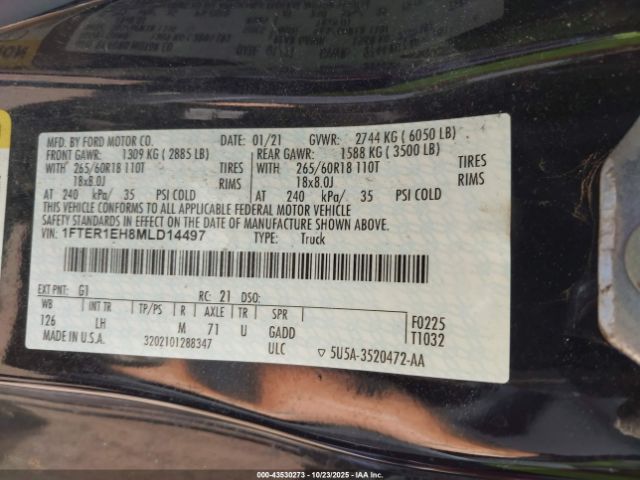 MFD. BY FORD MOTOR CO. DATE: 01/21 GVWR: 2744 KG ( 6050 LB)
FRONT GAWR: 1309 KG ( 2885 LB) REAR GAWR: 1588 KG ( 3500 LB)
WITH 265/60R18 110T TIRES WITH 265/60R18 110T TIRES
18x8.0J RIMS 18x8.0J RIMS
AT 240 kPa/ 35 PSI COLD AT 240 kPa/ 35 PSI COLD
THIS VEHICLE CONFORMS TO ALL APPLICABLE FEDERAL MOTOR VEHICLE
SAFETY STANDARDS IN EFFECT ON THE DATE OF MANUFACTURE SHOWN ABOVE.
VIN: 1FTER1EH8MLD14497 TYPE: Truck
EXT PNT: G1 RC: 21 DSO:
WB INT TR TP/PS R AXLE TR SPR
126 LH M 71 U GADD F0225
ULC T1032
MADE IN U.S.A. 3202101288347 ▽ 5U5A-3520472-AA
000-43530273 - 10/23/2025 - COPYRIGHT IAA, LLC.